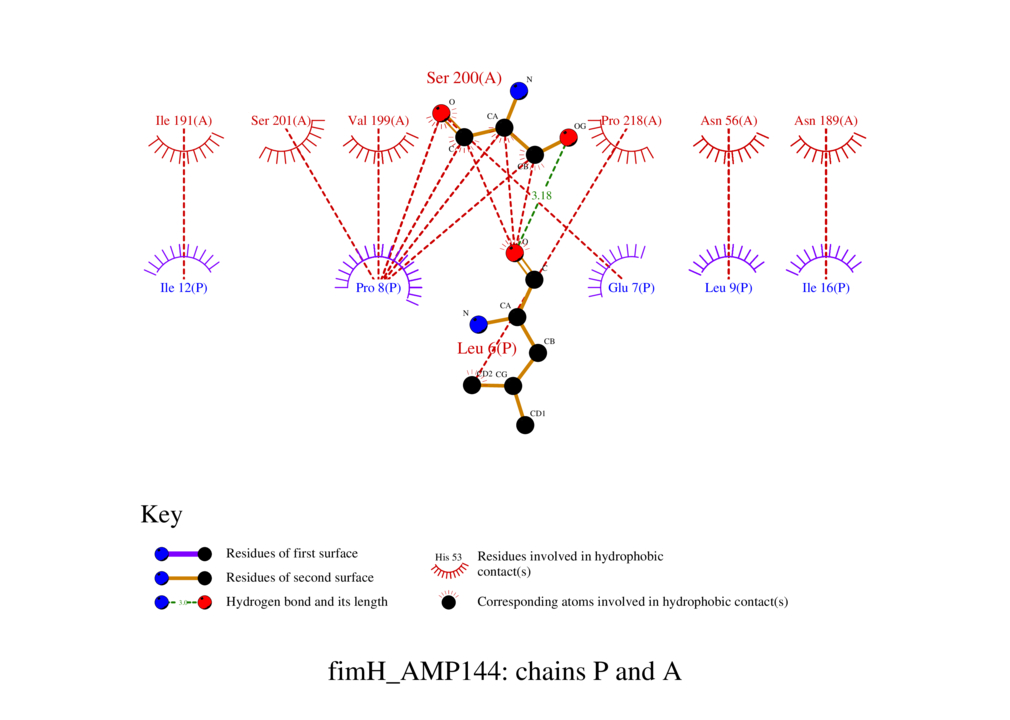 Ser 200(A)
N
O
CA
OG
C
CB
Ile 191(A)
Ser 201(A)
Val 199(A)
Pro 218(A)
Asn 56(A)
Asn 189(A)
3.18
O
Ile 12(P)
Pro 8(P)
Glu 7(P)
Leu 9(P)
Ile 16(P)
CA
N
CB
Leu 6(P)
CD2
CG
CD1
Key
Residues of first surface
Residues of second surface
3.0
Hydrogen bond and its length
His 53
Residues involved in hydrophobic
contact(s)
Corresponding atoms involved in hydrophobic contact(s)
fimH_AMP144: chains P and A